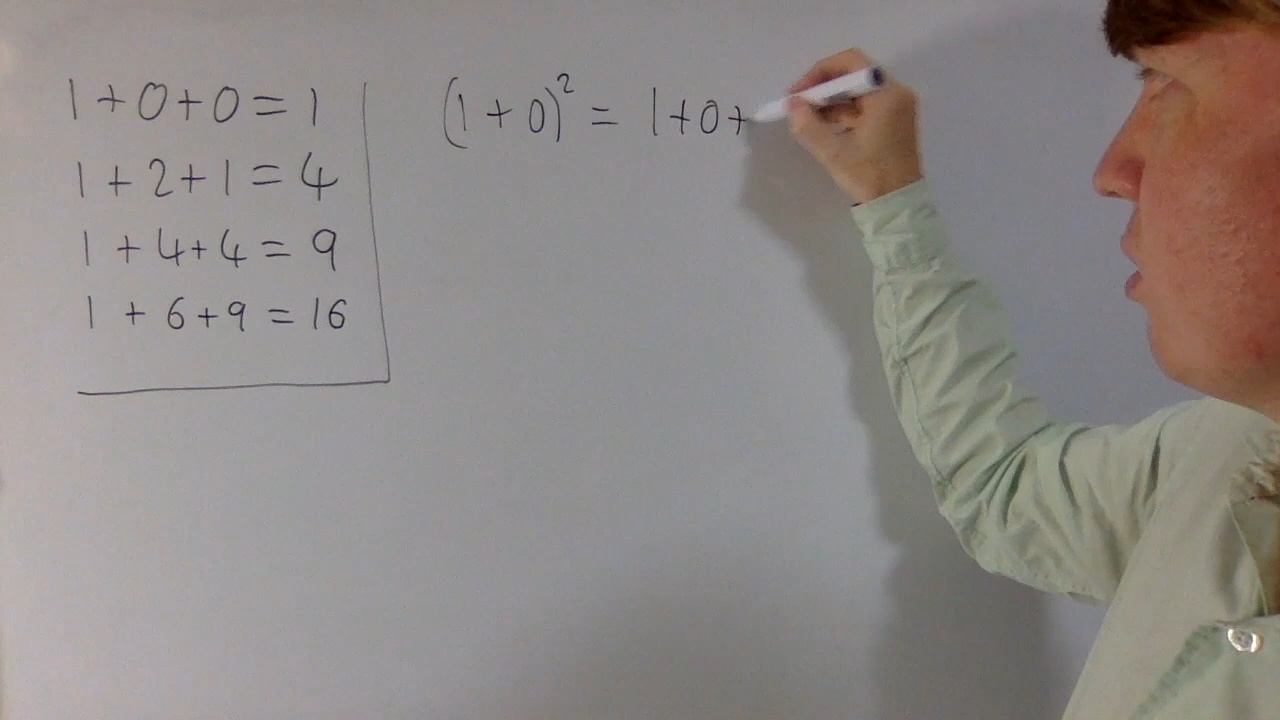 1 + 0 + 0 = 1
1 + 2 + 1 = 4
1 + 4 + 4 = 9
1 + 6 + 9 = 16
(1 + 0)² = 1 + 0 +